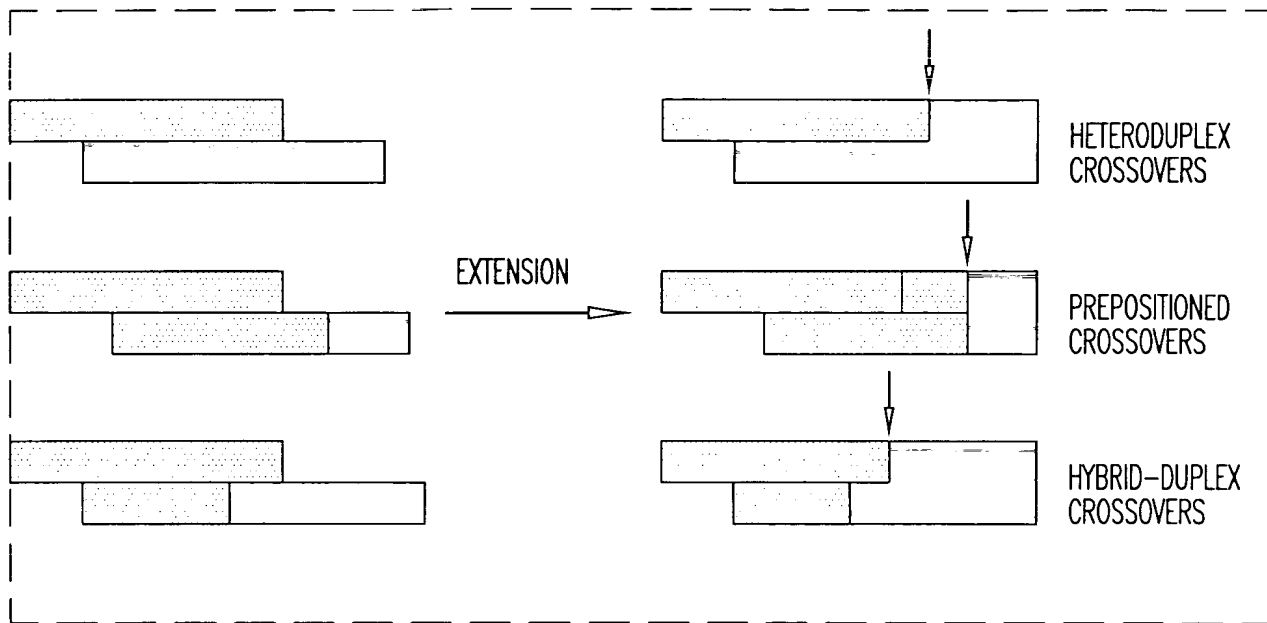 HETERODUPLEX
CROSSOVERS
EXTENSION
PREPOSITIONED
CROSSOVERS
HYBRID-DUPLEX
CROSSOVERS